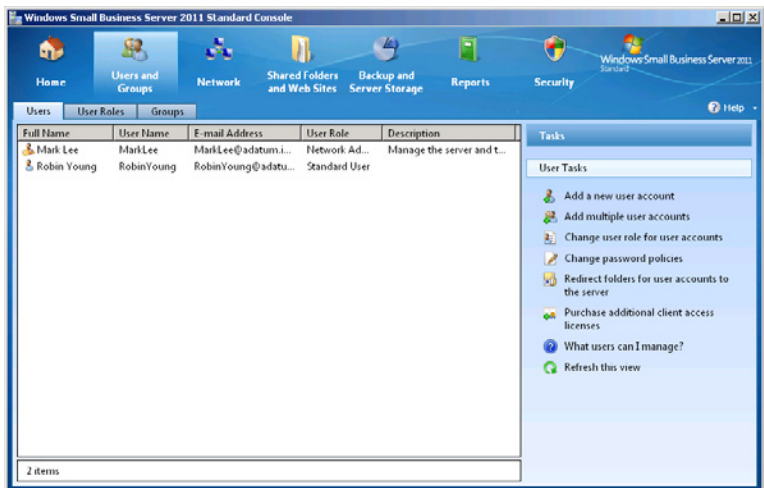 Windows Small Business Server 2011 Standard Console
Home
Users and Groups
Network
Shared Folders and Web Sites
Backup and Server Storage
Reports
Security
Windows Small Business Server 2011
Standard
Users User Roles Groups
Help
Full Name User Name E-mail Address User Role Description
Mark Lee MarkLee MarkLee@adatum.i... Network Ad... Manage the server and t...
Robin Young RobinYoung RobinYoung@adatu... Standard User
2 items
Tasks
User Tasks
Add a new user account
Add multiple user accounts
Change user role for user accounts
Change password policies
Redirect folders for user accounts to
the server
Purchase additional client access
licenses
What users can I manage?
Refresh this view